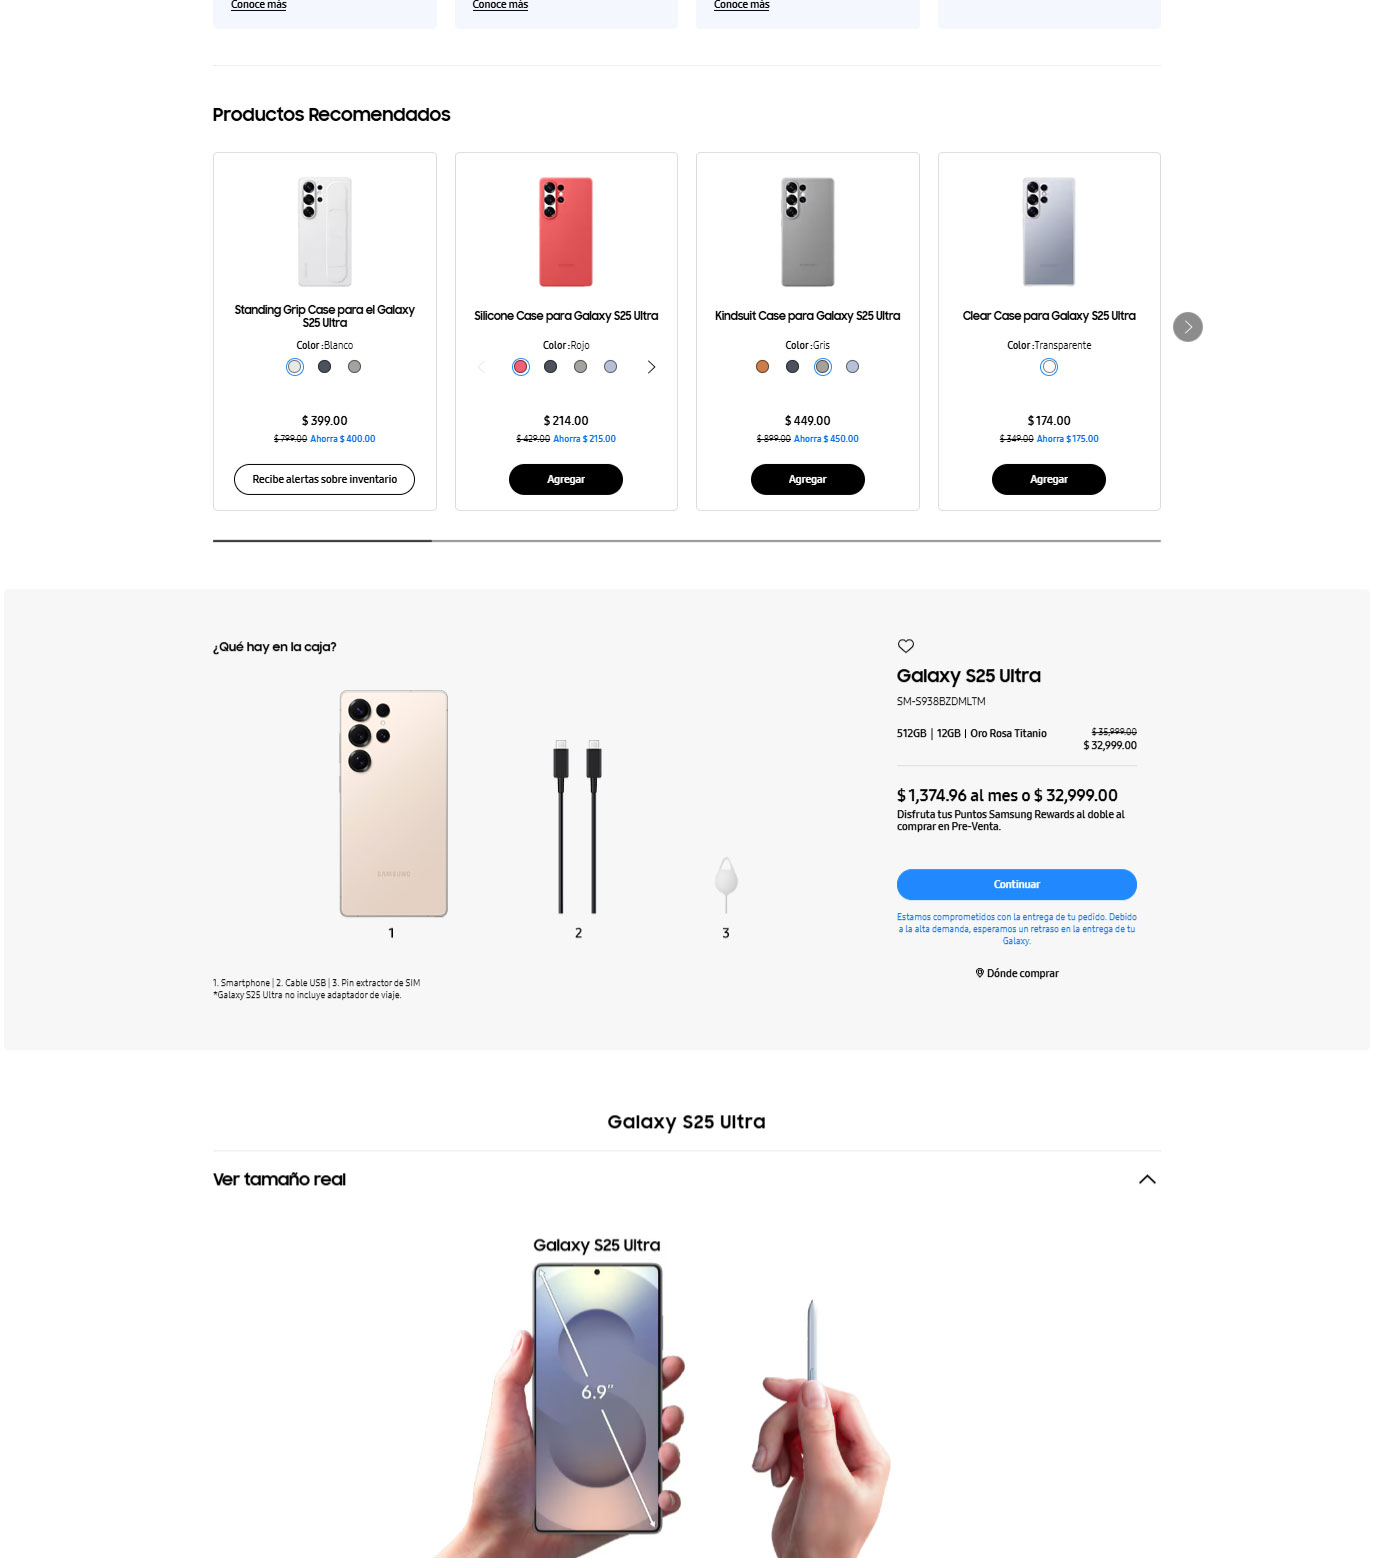 Conoce más
Conoce más
Conoce más
Productos Recomendados
Standing Grip Case para el Galaxy
S25 Ultra
Color :Blanco
$ 399.00
$ 799.00 Ahorra $ 400.00
Recibe alertas sobre inventario
Silicone Case para Galaxy S25 Ultra
Color :Rojo
$ 214.00
$ 429.00 Ahorra $ 215.00
Agregar
Kindsuit Case para Galaxy S25 Ultra
Color :Gris
$ 449.00
$ 899.00 Ahorra $ 450.00
Agregar
Clear Case para Galaxy S25 Ultra
Color :Transparente
$ 174.00
$ 349.00 Ahorra $ 175.00
Agregar
¿Qué hay en la caja?
SAMSUNG
1
2
3
1. Smartphone | 2. Cable USB | 3. Pin extractor de SIM
*Galaxy S25 Ultra no incluye adaptador de viaje.
Galaxy S25 Ultra
SM-S938BZDMLTM
512GB | 12GB | Oro Rosa Titanio
$ 35,999.00
$ 32,999.00
$ 1,374.96 al mes o $ 32,999.00
Disfruta tus Puntos Samsung Rewards al doble al
comprar en Pre-Venta.
Continuar
Estamos comprometidos con la entrega de tu pedido. Debido
a la alta demanda, esperamos un retraso en la entrega de tu
Galaxy.
Dónde comprar
Galaxy S25 Ultra
Ver tamaño real
Galaxy S25 Ultra
6.9"